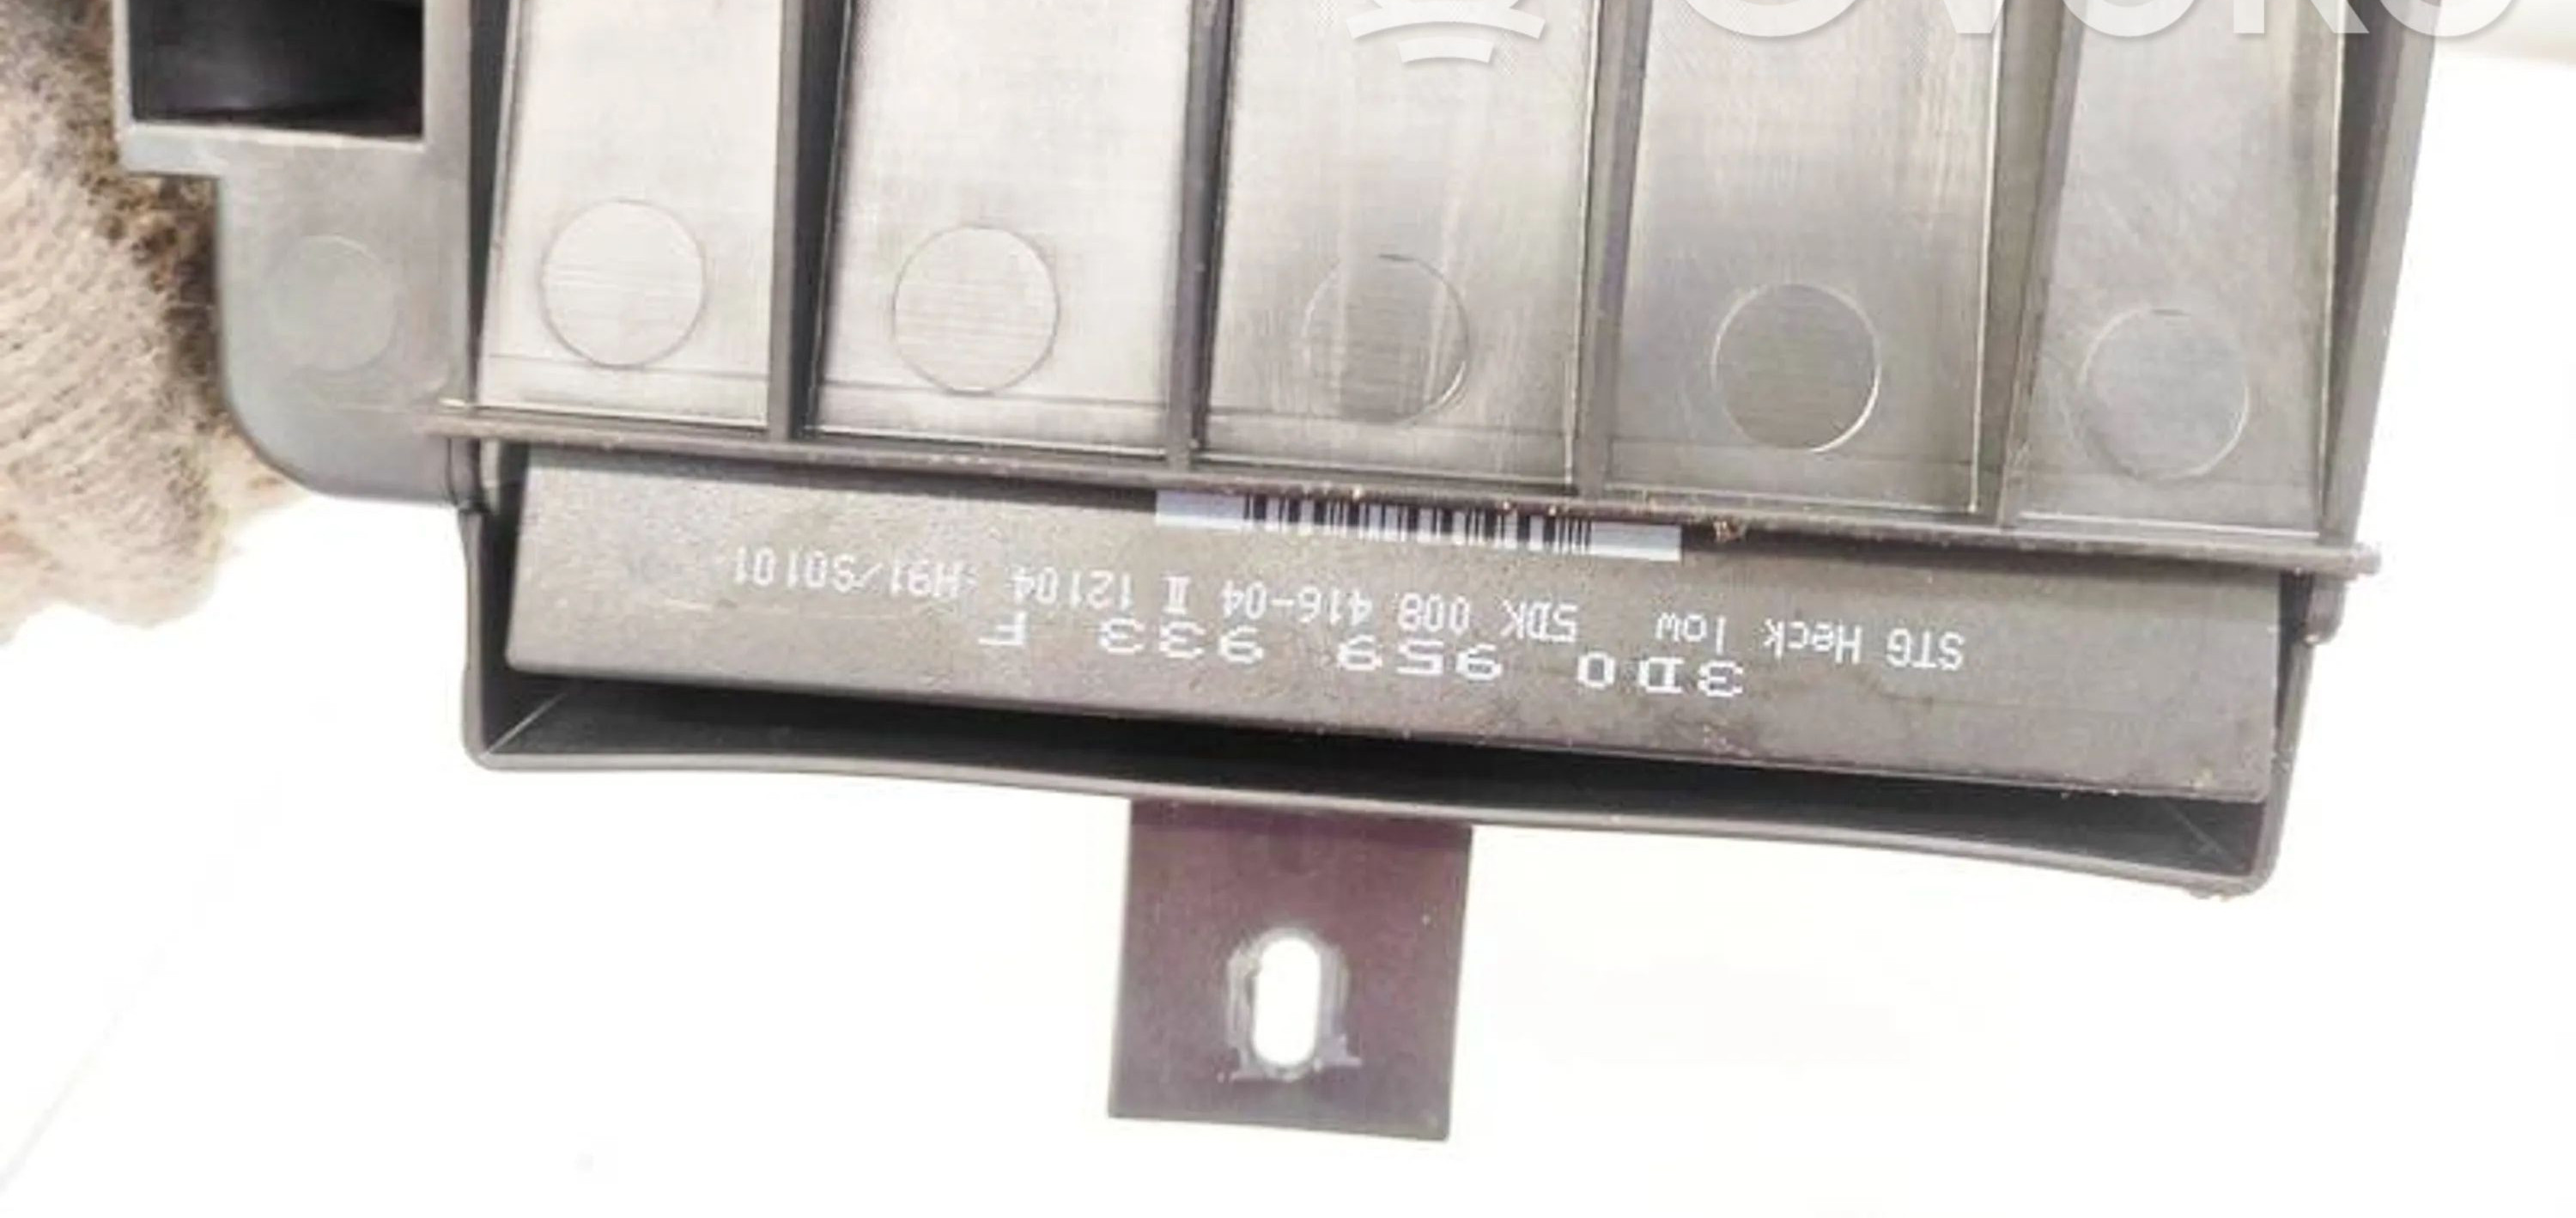 3D0 959 933 F
STG Heck low 5DK 008 416-04 II 12104 H91/S0101